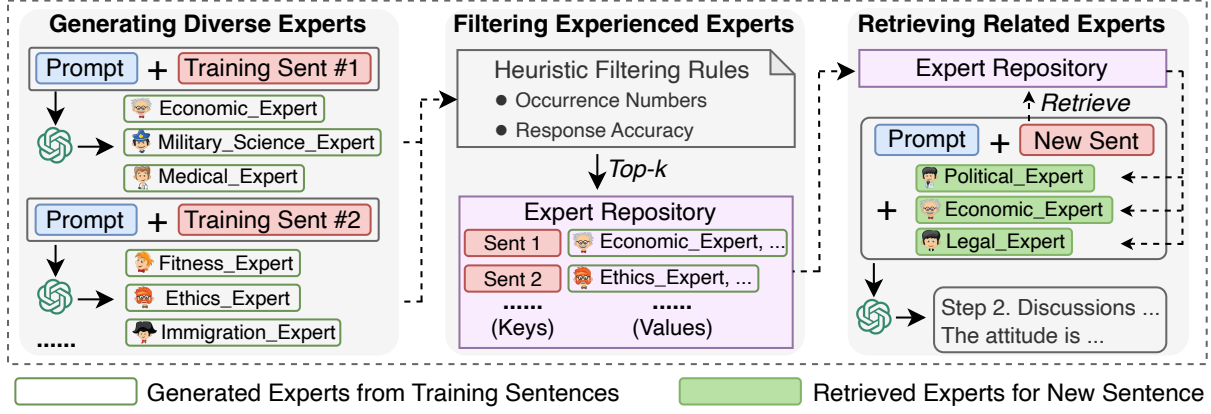 Generating Diverse Experts
Prompt + Training Sent #1
Economic_Expert
Military_Science_Expert
Medical_Expert
Prompt + Training Sent #2
Fitness_Expert
Ethics_Expert
Immigration_Expert
......
Filtering Experienced Experts
Heuristic Filtering Rules
● Occurrence Numbers
● Response Accuracy
Top-k
Expert Repository
Sent 1 Economic_Expert, ...
Sent 2 Ethics_Expert, ...
...... ......
(Keys) (Values)
Retrieving Related Experts
Expert Repository
Retrieve
Prompt + New Sent
Political_Expert
+ Economic_Expert
Legal_Expert
Step 2. Discussions ...
The attitude is ...
Generated Experts from Training Sentences
Retrieved Experts for New Sentence